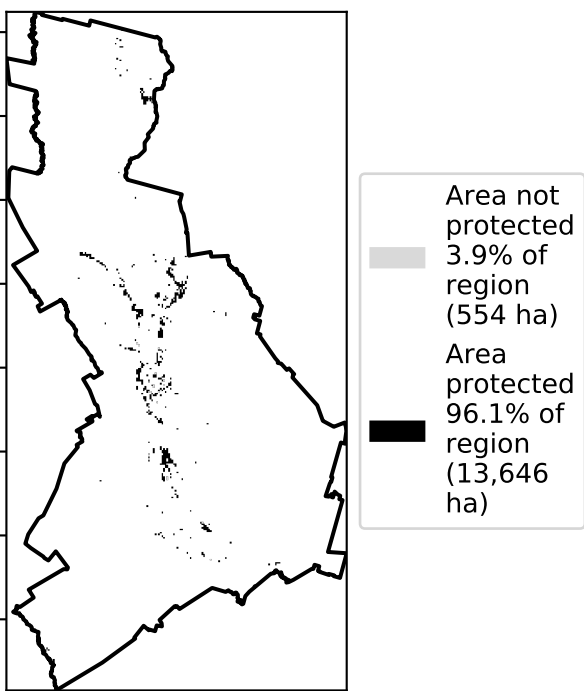 Area not
protected
3.9% of
region
(554 ha)
Area
protected
96.1% of
region
(13,646
ha)